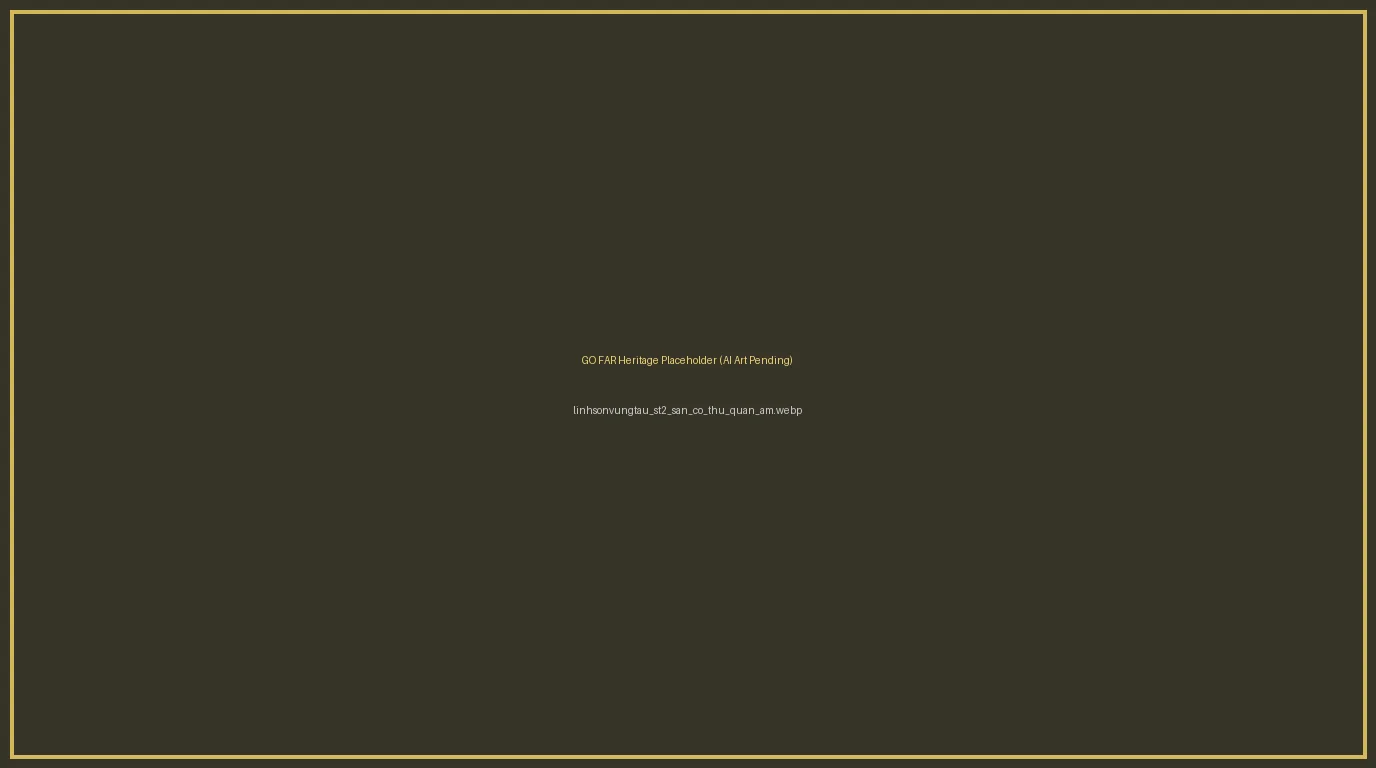 GO FAR Heritage Placeholder (AI Art Pending)
linhsonvungtau_st2_san_co_thu_quan_am.webp